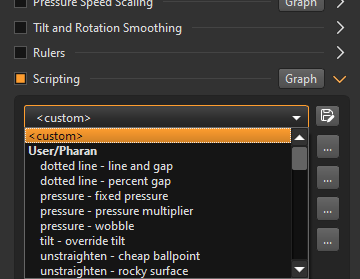 Pressure Speed Scaling Graph
Tilt and Rotation Smoothing
Rulers
Scripting Graph
<custom>
<custom>
User/Pharan
dotted line - line and gap
dotted line - percent gap
pressure - fixed pressure
pressure - pressure multiplier
pressure - wobble
tilt - override tilt
unstraighten - cheap ballpoint
unstraighten - rocky surface
...
...
...
...